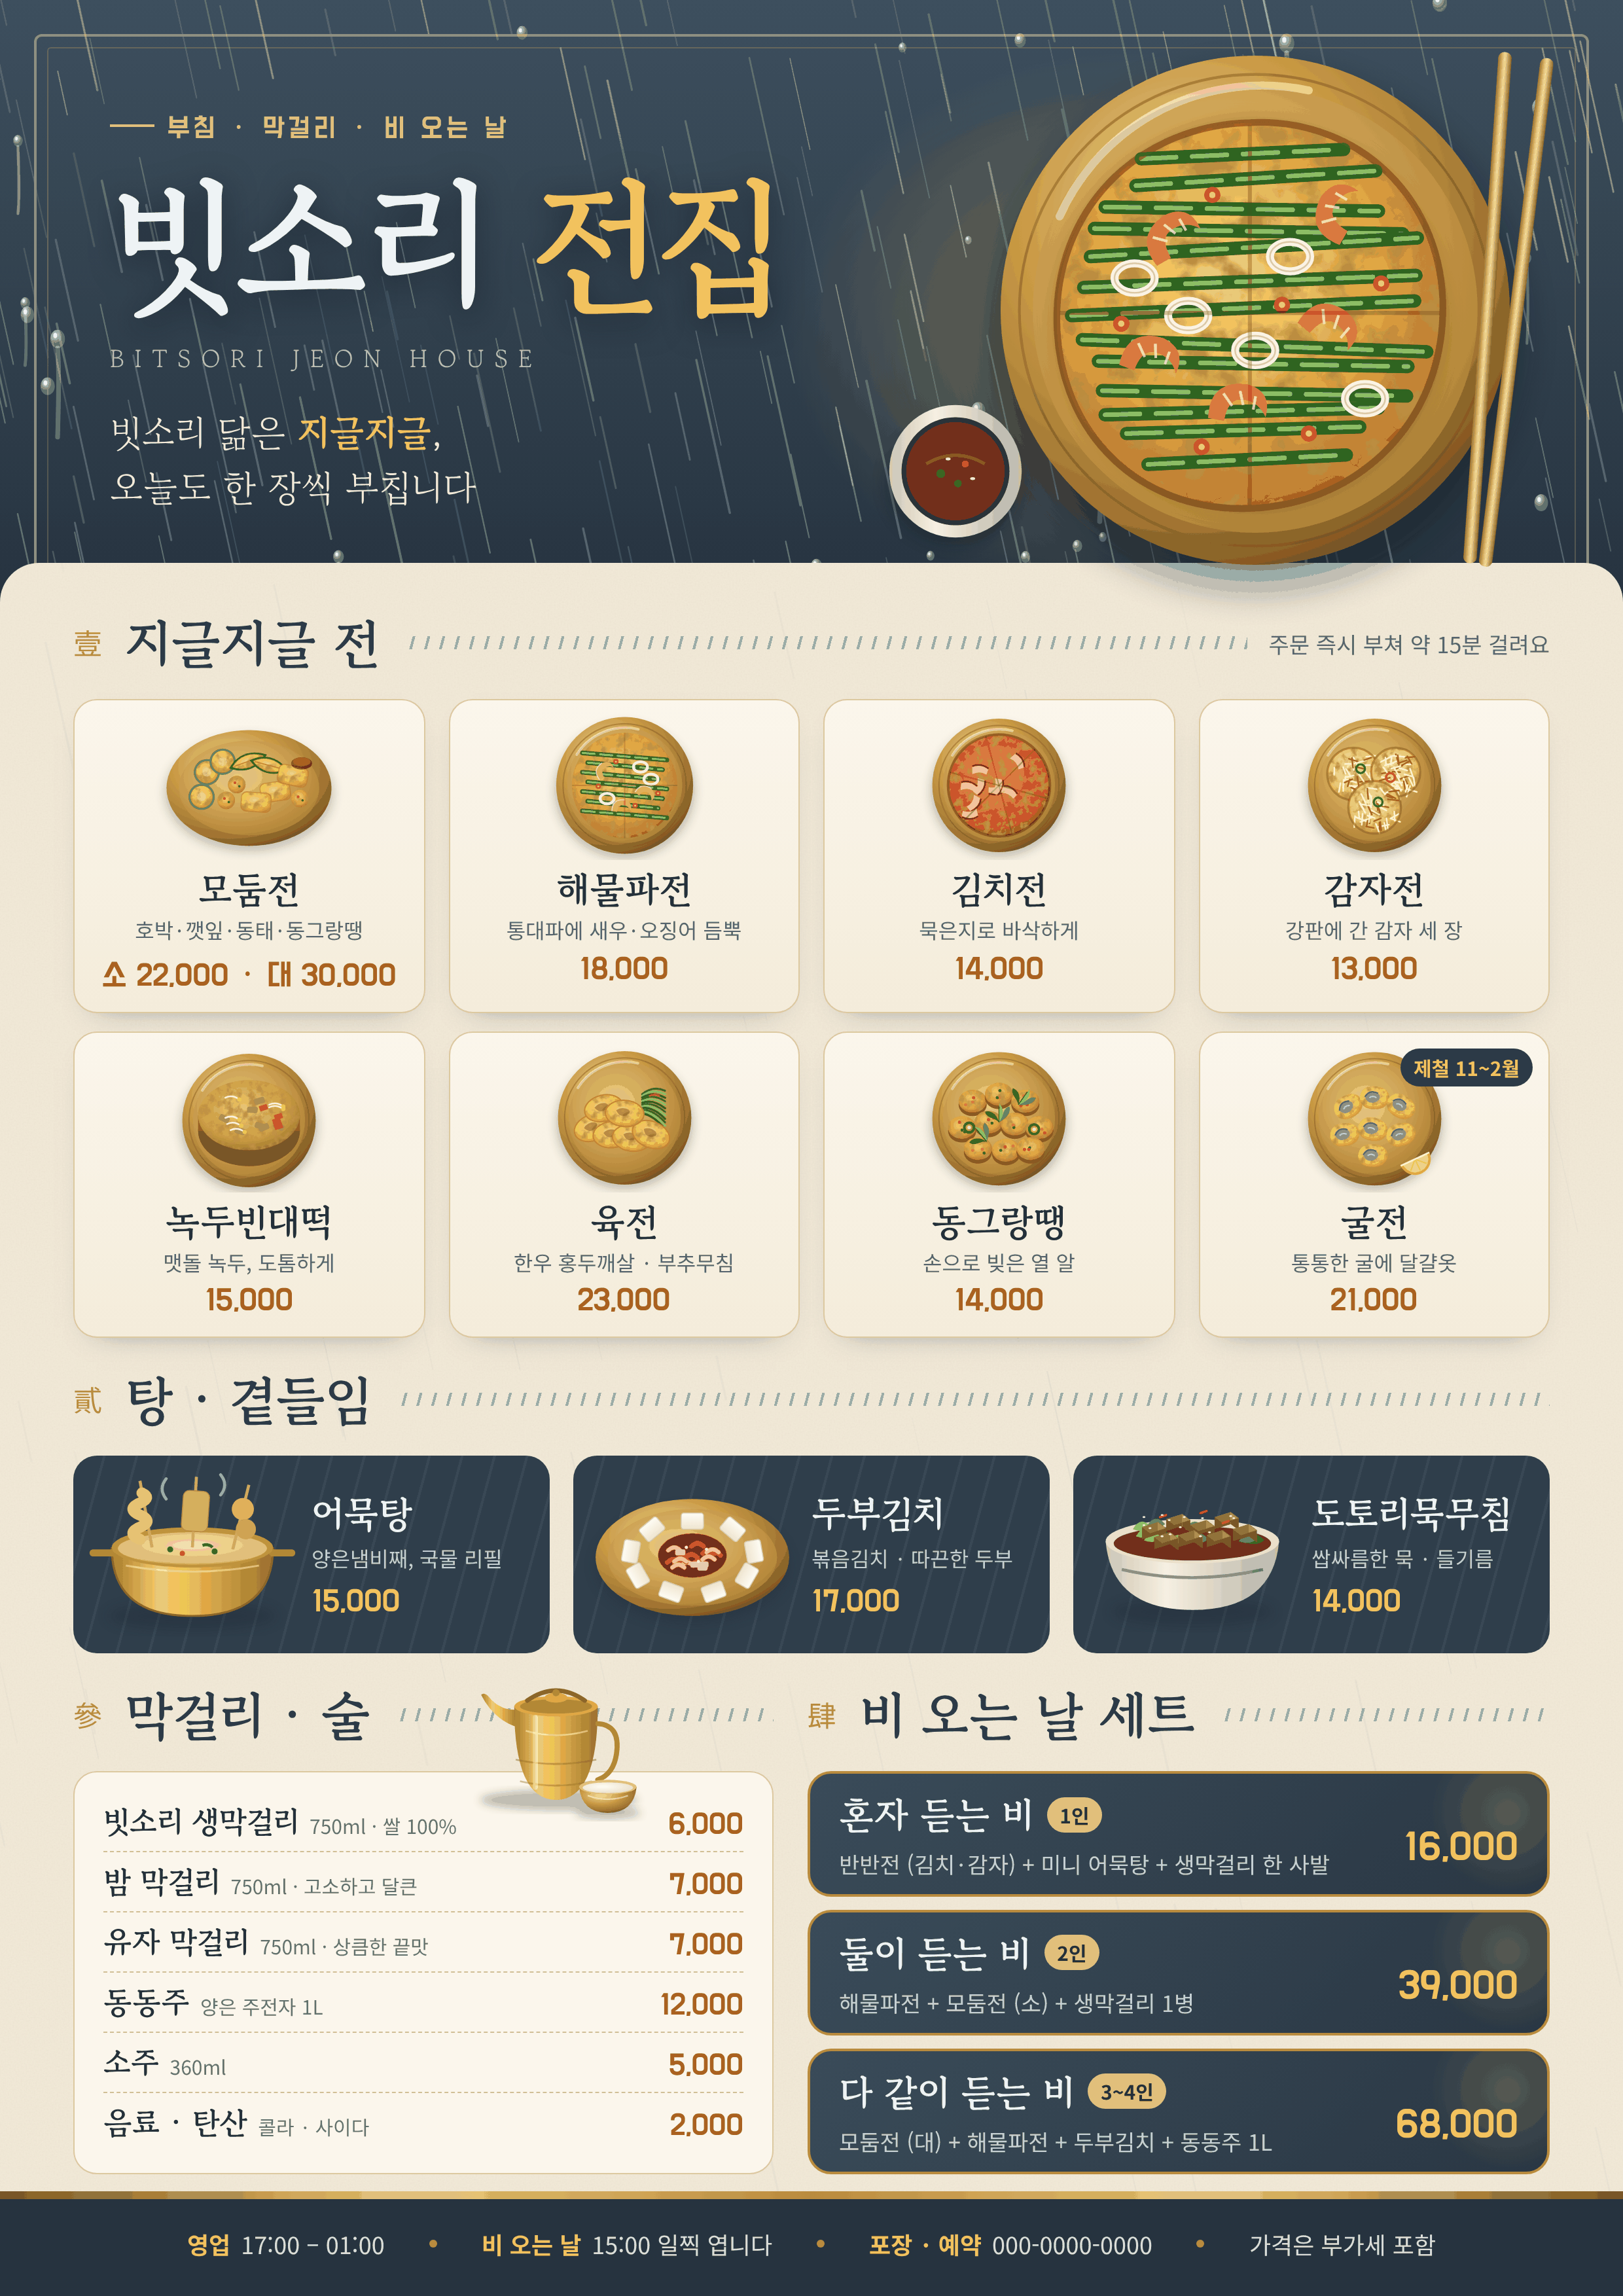 부침 · 막걸리 · 비 오는 날
빗소리 전집
BITSORI JEON HOUSE
빗소리 닮은 지글지글,
오늘도 한 장씩 부칩니다
壹 지글지글 전 주문 즉시 부쳐 약 15분 걸려요
모둠전
호박·깻잎·동태·동그랑땡
소 22,000 · 대 30,000
해물파전
통대파에 새우·오징어 듬뿍
18,000
김치전
묵은지로 바삭하게
14,000
감자전
강판에 간 감자 세 장
13,000
녹두빈대떡
맷돌 녹두, 도톰하게
15,000
육전
한우 홍두깨살 · 부추무침
23,000
동그랑땡
손으로 빚은 열 알
14,000
제철 11~2월
굴전
통통한 굴에 달걀옷
21,000
貳 탕 · 곁들임
어묵탕
양은냄비째, 국물 리필
15,000
두부김치
볶음김치 · 따끈한 두부
17,000
도토리묵무침
쌉싸름한 묵 · 들기름
14,000
參 막걸리 · 술
빗소리 생막걸리 750ml · 쌀 100% 6,000
밤 막걸리 750ml · 고소하고 달큰 7,000
유자 막걸리 750ml · 상큼한 끝맛 7,000
동동주 양은 주전자 1L 12,000
소주 360ml 5,000
음료 · 탄산 콜라 · 사이다 2,000
肆 비 오는 날 세트
혼자 듣는 비 1인
반반전 (김치·감자) + 미니 어묵탕 + 생막걸리 한 사발
16,000
둘이 듣는 비 2인
해물파전 + 모둠전 (소) + 생막걸리 1병
39,000
다 같이 듣는 비 3~4인
모둠전 (대) + 해물파전 + 두부김치 + 동동주 1L
68,000
영업 17:00 – 01:00 • 비 오는 날 15:00 일찍 엽니다 • 포장 · 예약 000-0000-0000 • 가격은 부가세 포함